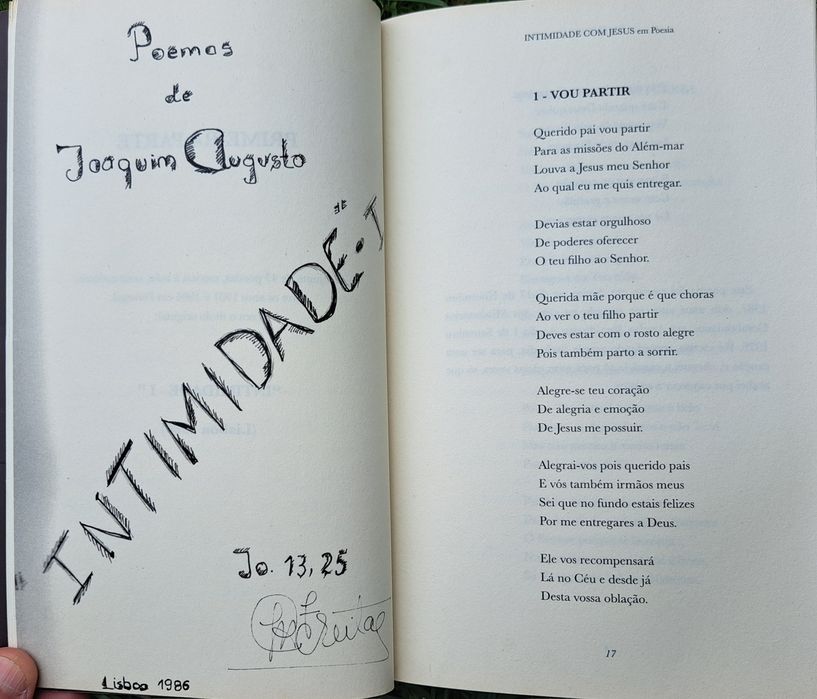 Poemas
de
Joaquim Augusto
INTIMIDADE - I
Jo. 13, 25
Freitas
Lisboa 1986
INTIMIDADE COM JESUS em Poesia
1 - VOU PARTIR
Querido pai vou partir
Para as missões do Além-mar
Louva a Jesus meu Senhor
Ao qual eu me quis entregar.
Devias estar orgulhoso
De poderes oferecer
O teu filho ao Senhor.
Querida mãe porque é que choras
Ao ver o teu filho partir
Deves estar com o rosto alegre
Pois também parto a sorrir.
Alegre-se teu coração
De alegria e emoção
De Jesus me possuir.
Alegrai-vos pois querido pais
E vós também irmãos meus
Sei que no fundo estais felizes
Por me entregares a Deus.
Ele vos recompensará
Lá no Céu e desde já
Desta vossa oblação.
17